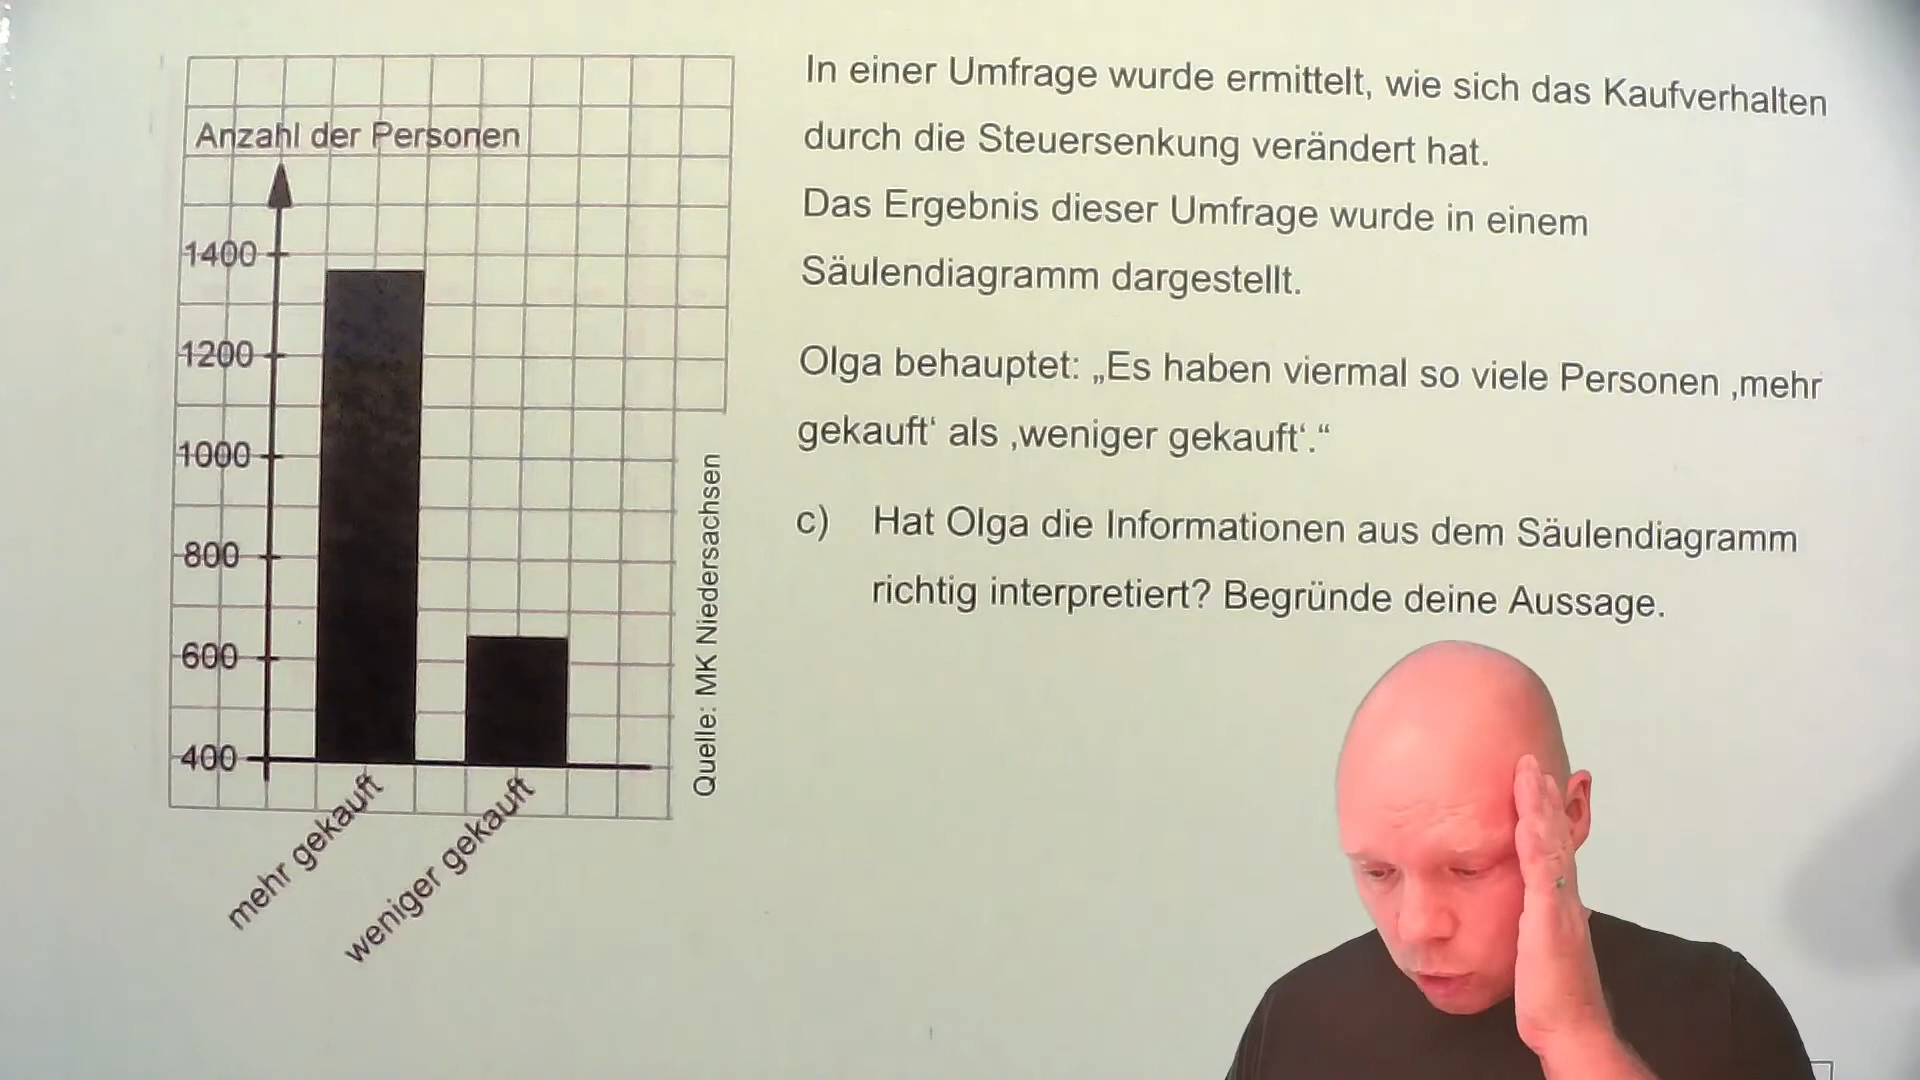 Anzahl der Personen
1400
1200
1000
800
600
400
mehr gekauft
weniger gekauft
Quelle: MK Niedersachsen
In einer Umfrage wurde ermittelt, wie sich das Kaufverhalten
durch die Steuersenkung verändert hat.
Das Ergebnis dieser Umfrage wurde in einem
Säulendiagramm dargestellt.
Olga behauptet: „Es haben viermal so viele Personen ‚mehr
gekauft‘ als ‚weniger gekauft‘.“
c) Hat Olga die Informationen aus dem Säulendiagramm
richtig interpretiert? Begründe deine Aussage.